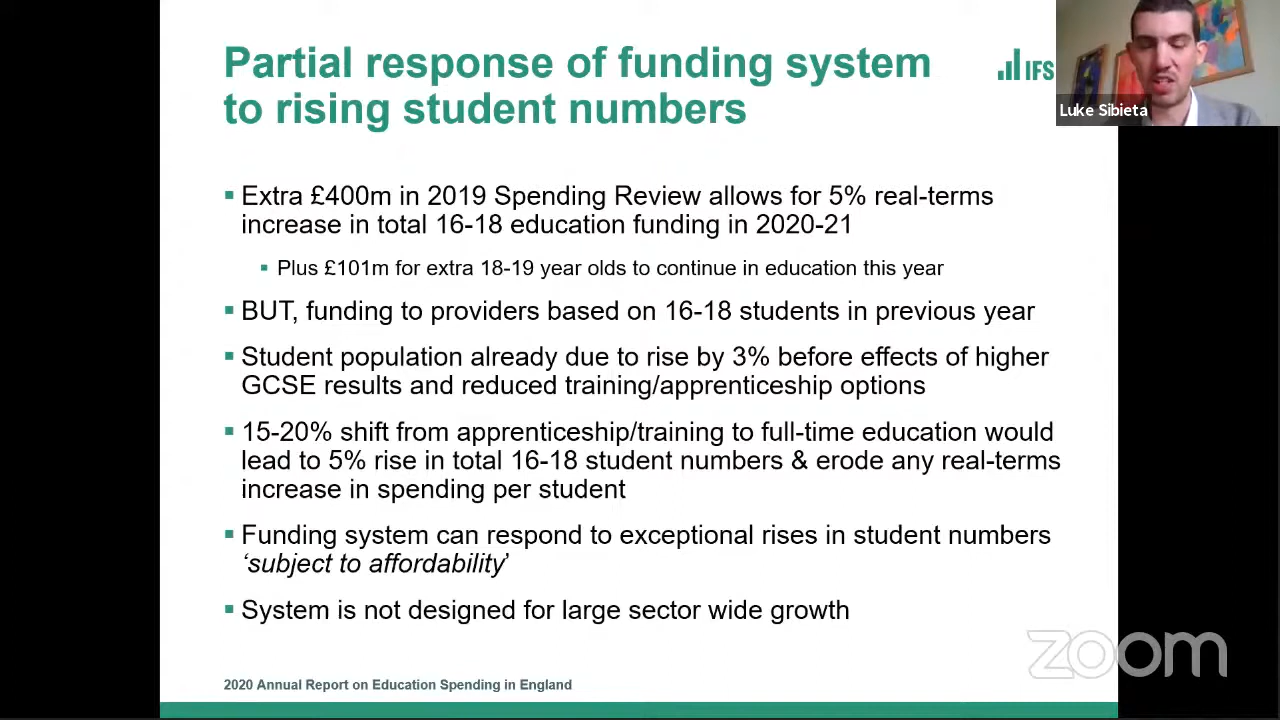 Partial response of funding system
to rising student numbers
IFS
Luke Sibieta
Extra £400m in 2019 Spending Review allows for 5% real-terms
increase in total 16-18 education funding in 2020-21
Plus £101m for extra 18-19 year olds to continue in education this year
BUT, funding to providers based on 16-18 students in previous year
Student population already due to rise by 3% before effects of higher
GCSE results and reduced training/apprenticeship options
15-20% shift from apprenticeship/training to full-time education would
lead to 5% rise in total 16-18 student numbers & erode any real-terms
increase in spending per student
Funding system can respond to exceptional rises in student numbers
‘subject to affordability’
System is not designed for large sector wide growth
zoom
2020 Annual Report on Education Spending in England